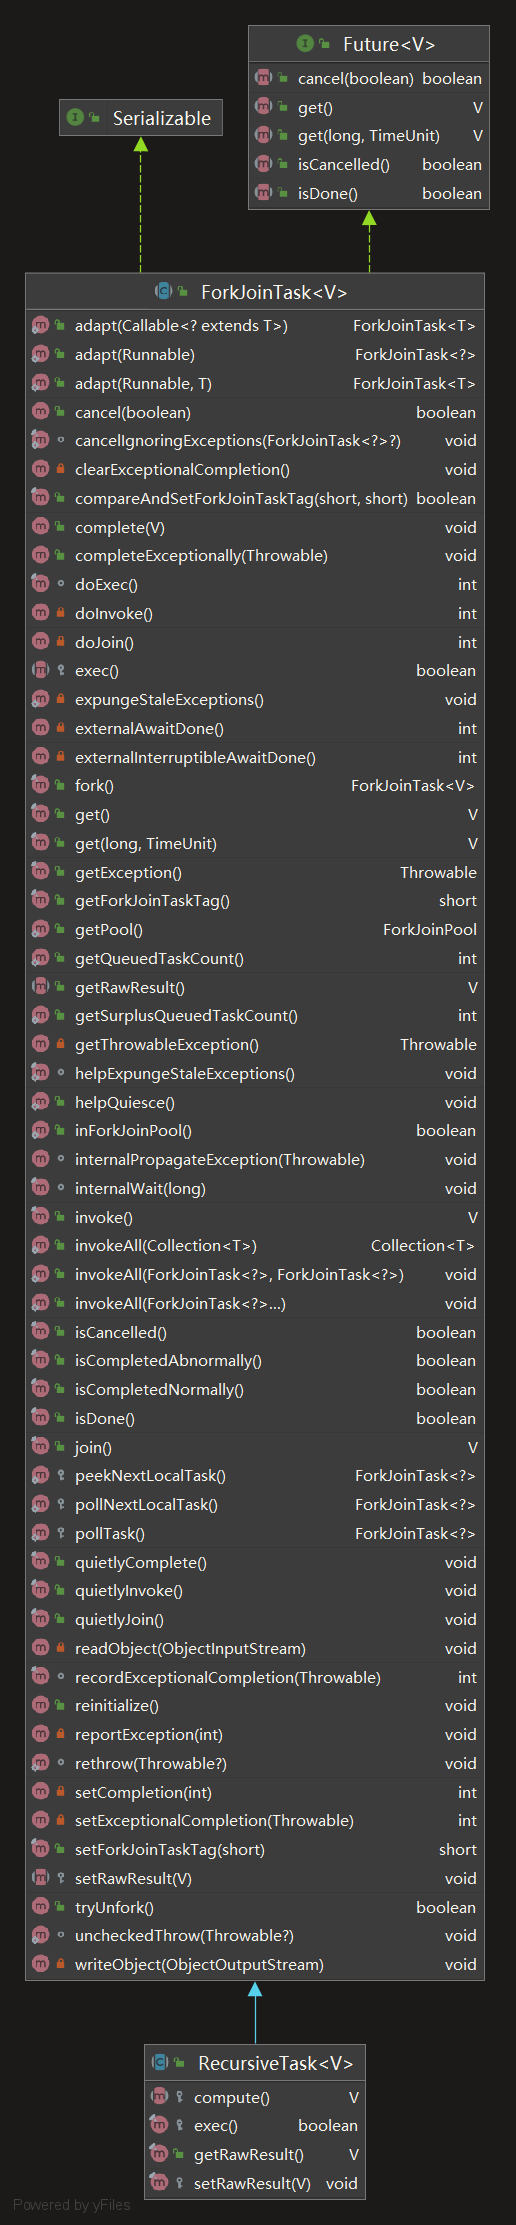 Future<V>
cancel(boolean) boolean
get() V
get(long, TimeUnit) V
isCancelled() boolean
isDone() boolean
Serializable
ForkJoinTask<V>
adapt(Callable<? extends T>) ForkJoinTask<T>
adapt(Runnable) ForkJoinTask<?>
adapt(Runnable, T) ForkJoinTask<T>
cancel(boolean) boolean
cancelIgnoringExceptions(ForkJoinTask<?>?) void
clearExceptionalCompletion() void
compareAndSetForkJoinTaskTag(short, short) boolean
complete(V) void
completeExceptionally(Throwable) void
doExec() int
doInvoke() int
doJoin() int
exec() boolean
expungeStaleExceptions() void
externalAwaitDone() int
externalInterruptibleAwaitDone() int
fork() ForkJoinTask<V>
get() V
get(long, TimeUnit) V
getException() Throwable
getForkJoinTaskTag() short
getPool() ForkJoinPool
getQueuedTaskCount() int
getRawResult() V
getSurplusQueuedTaskCount() int
getThrowableException() Throwable
helpExpungeStaleExceptions() void
helpQuiesce() void
inForkJoinPool() boolean
internalPropagateException(Throwable) void
internalWait(long) void
invoke() V
invokeAll(Collection<T>) Collection<T>
invokeAll(ForkJoinTask<?>, ForkJoinTask<?>) void
invokeAll(ForkJoinTask<?>...) void
isCancelled() boolean
isCompletedAbnormally() boolean
isCompletedNormally() boolean
isDone() boolean
join() V
peekNextLocalTask() ForkJoinTask<?>
pollNextLocalTask() ForkJoinTask<?>
pollTask() ForkJoinTask<?>
quietlyComplete() void
quietlyInvoke() void
quietlyJoin() void
readObject(ObjectInputStream) void
recordExceptionalCompletion(Throwable) int
reinitialize() void
reportException(int) void
rethrow(Throwable?) void
setCompletion(int) int
setExceptionalCompletion(Throwable) int
setForkJoinTaskTag(short) short
setRawResult(V) void
tryUnfork() boolean
uncheckedThrow(Throwable?) void
writeObject(ObjectOutputStream) void
RecursiveTask<V>
compute() V
exec() boolean
getRawResult() V
setRawResult(V) void
Powered by yFiles